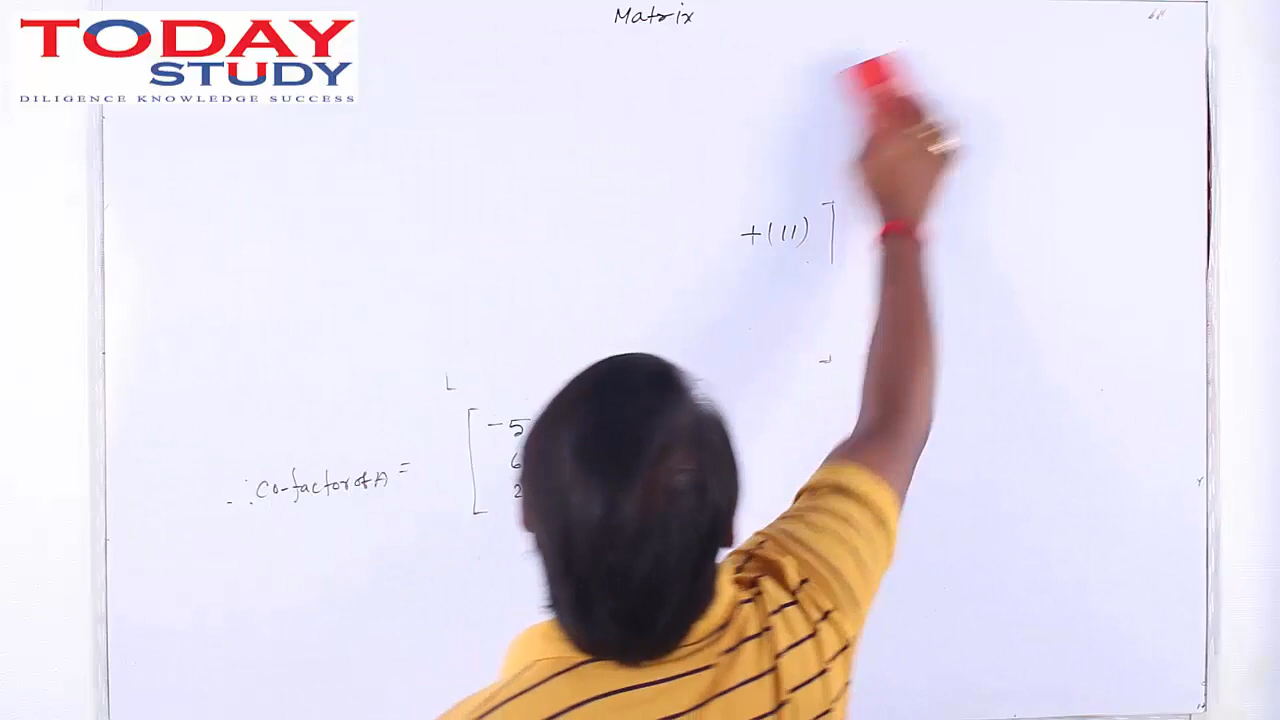 Matrix
TODAY
STUDY
DILIGENCE KNOWLEDGE SUCCESS
+(11)]
[-5
∴ Co-factor of A =
6
2